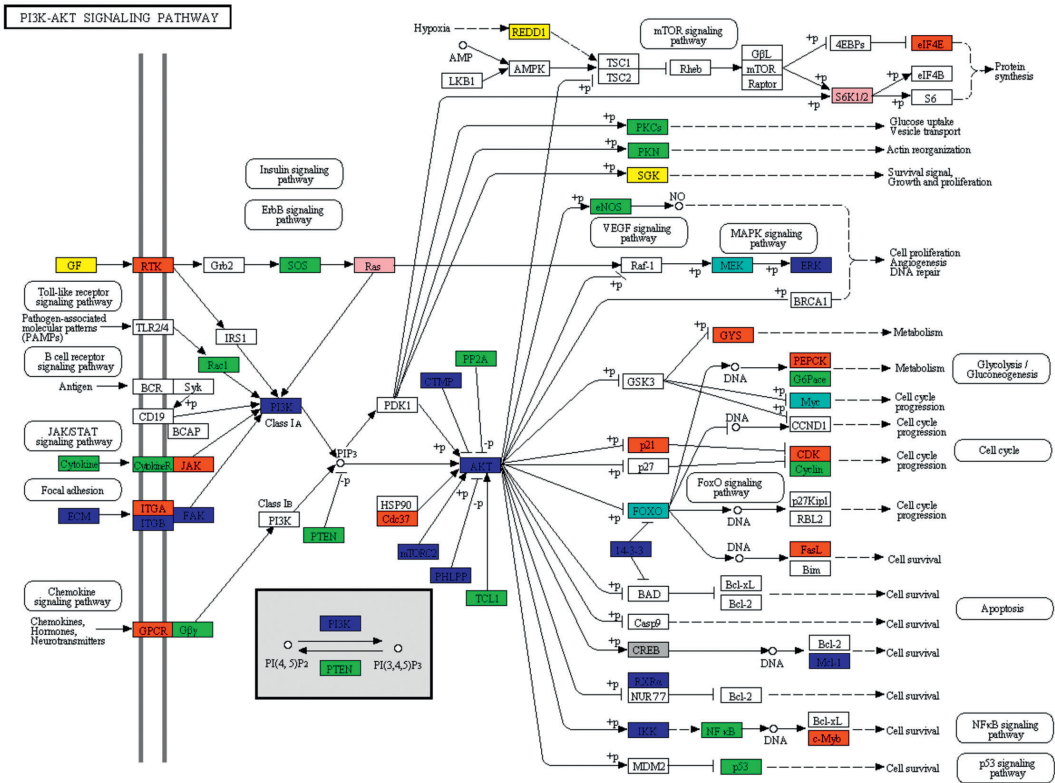 PI3K-AKT SIGNALING PATHWAY
Hypoxia
REDD1
AMP
LKB1
AMPK
TSC1
TSC2
+p
Rheb
mTOR signaling
pathway
GβL
mTOR
Raptor
4EBPs
eIF4E
+p
+p
S6K1/2
+p
+p
eIF4B
S6
Protein
synthesis
+p
PKCs
Glucose uptake
Vesicle transport
+p
PKN
Actin reorganization
+p
SGK
Survival signal,
Growth and proliferation
Insulin signaling
pathway
ErbB signaling
pathway
+p
eNOS
NO
VEGF signaling
pathway
MAPK signaling
pathway
GF
RTK
Grb2
SOS
Ras
Raf-1
+p
MEK
+p
ERK
Cell proliferation
Angiogenesis
DNA repair
+p
BRCA1
Toll-like receptor
signaling pathway
Pathogen-associated
molecular patterns
(PAMPs)
TLR2/4
IRS1
Rac1
B cell receptor
signaling pathway
Antigen
BCR
Syk
+p
CD19
BCAP
PI3K
Class IA
JAK/STAT
signaling pathway
Cytokine
CytokineR
JAK
Focal adhesion
ECM
ITGA
ITGB
FAK
Chemokine
signaling pathway
Chemokines,
Hormones,
Neurotransmitters
GPCR
Gβγ
Class IB
PI3K
PIP3
-p
PTEN
PDK1
+p
CTMP
PP2A
-p
AKT
HSP90
Cdc37
+p
-p
mTORC2
PHLPP
TCL1
PI3K
PI(4, 5)P2
PI(3,4,5)P3
PTEN
GYS
Metabolism
+p
GSK3
DNA
PEPCK
G6Pace
Metabolism
Glycolysis /
Gluconeogenesis
+p
Myc
Cell cycle
progression
+p
DNA
CCND1
Cell cycle
progression
+p
p21
+p
p27
CDK
Cyclin
Cell cycle
progression
Cell cycle
FoxO signaling
pathway
+p
FOXO
DNA
p27Kip1
RBL2
Cell cycle
progression
14-3-3
DNA
FasL
Bim
Cell survival
+p
BAD
Bcl-xL
Bcl-2
Cell survival
Apoptosis
+p
Casp9
Cell survival
+p
CREB
DNA
Bcl-2
Mcl-1
Cell survival
+p
RXRα
NUR77
Bcl-2
Cell survival
+p
IKK
NFκB
DNA
Bcl-xL
c-Myb
Cell survival
NFκB signaling
pathway
+p
MDM2
p53
Cell survival
p53 signaling
pathway